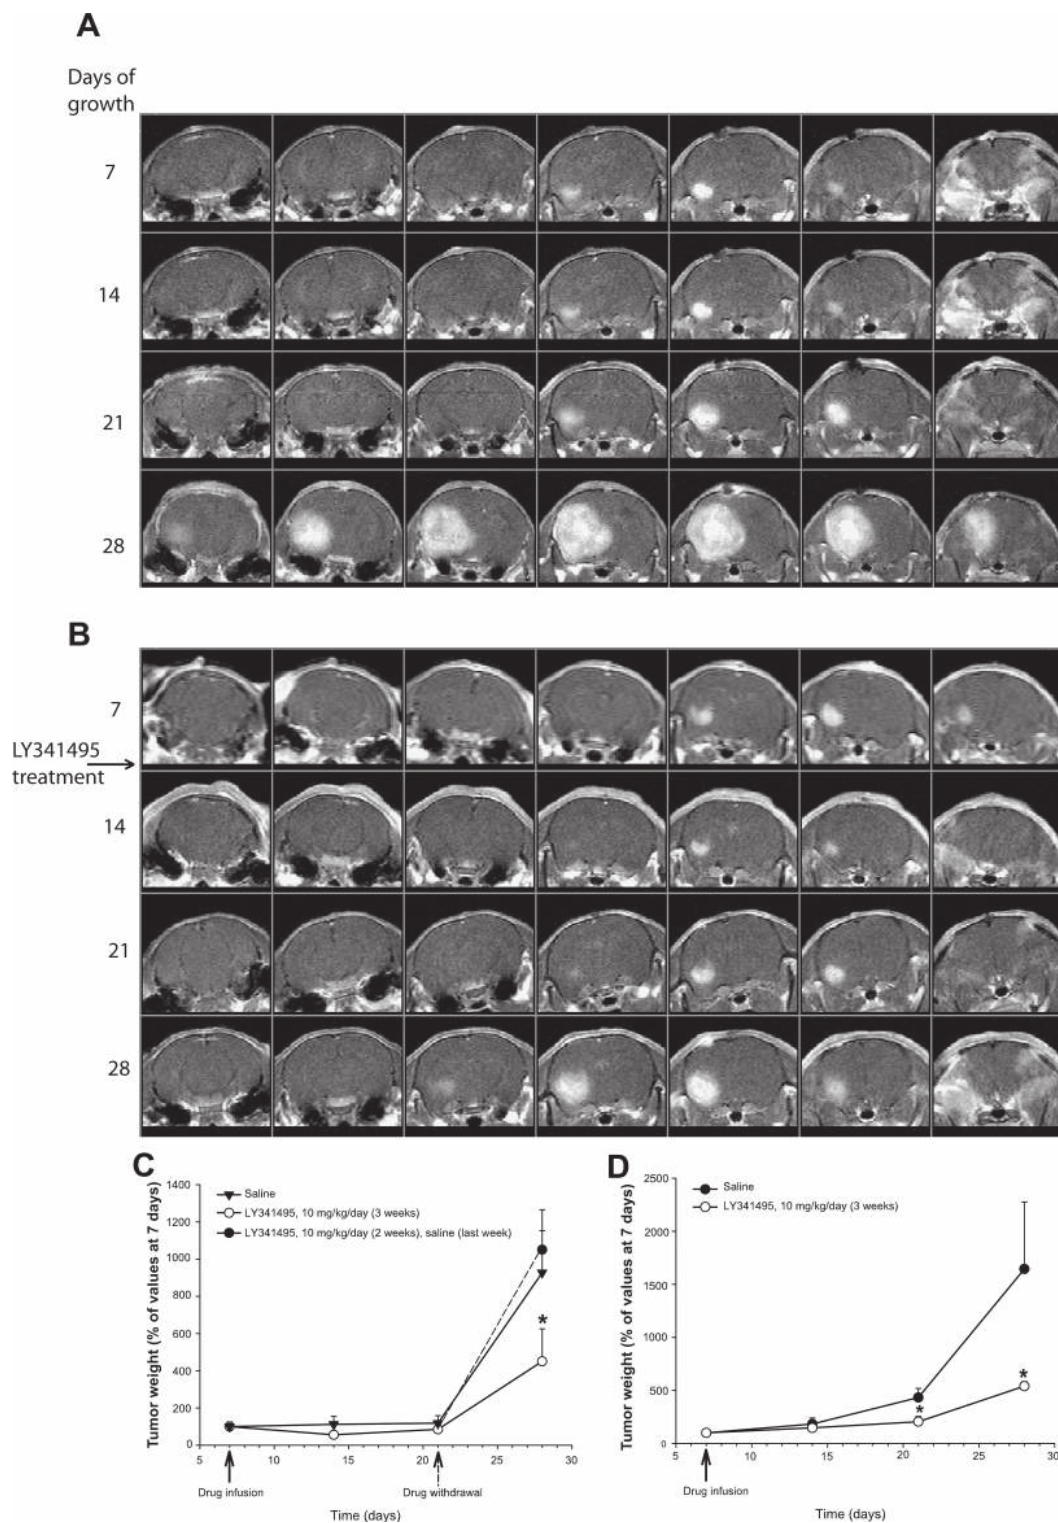 A
Days of
growth
7
14
21
28
B
7
LY341495
treatment
14
21
28
C
Tumor weight (% of values at 7 days)
1400
1200
1000
800
600
400
200
0
Saline
LY341495, 10 mg/kg/day (3 weeks)
LY341495, 10 mg/kg/day (2 weeks), saline (last week)
*
5
10
15
20
25
30
Drug infusion
Drug withdrawal
Time (days)
D
Tumor weight (% of values at 7 days)
2500
2000
1500
1000
500
0
Saline
LY341495, 10 mg/kg/day (3 weeks)
*
*
5
10
15
20
25
30
Drug infusion
Time (days)